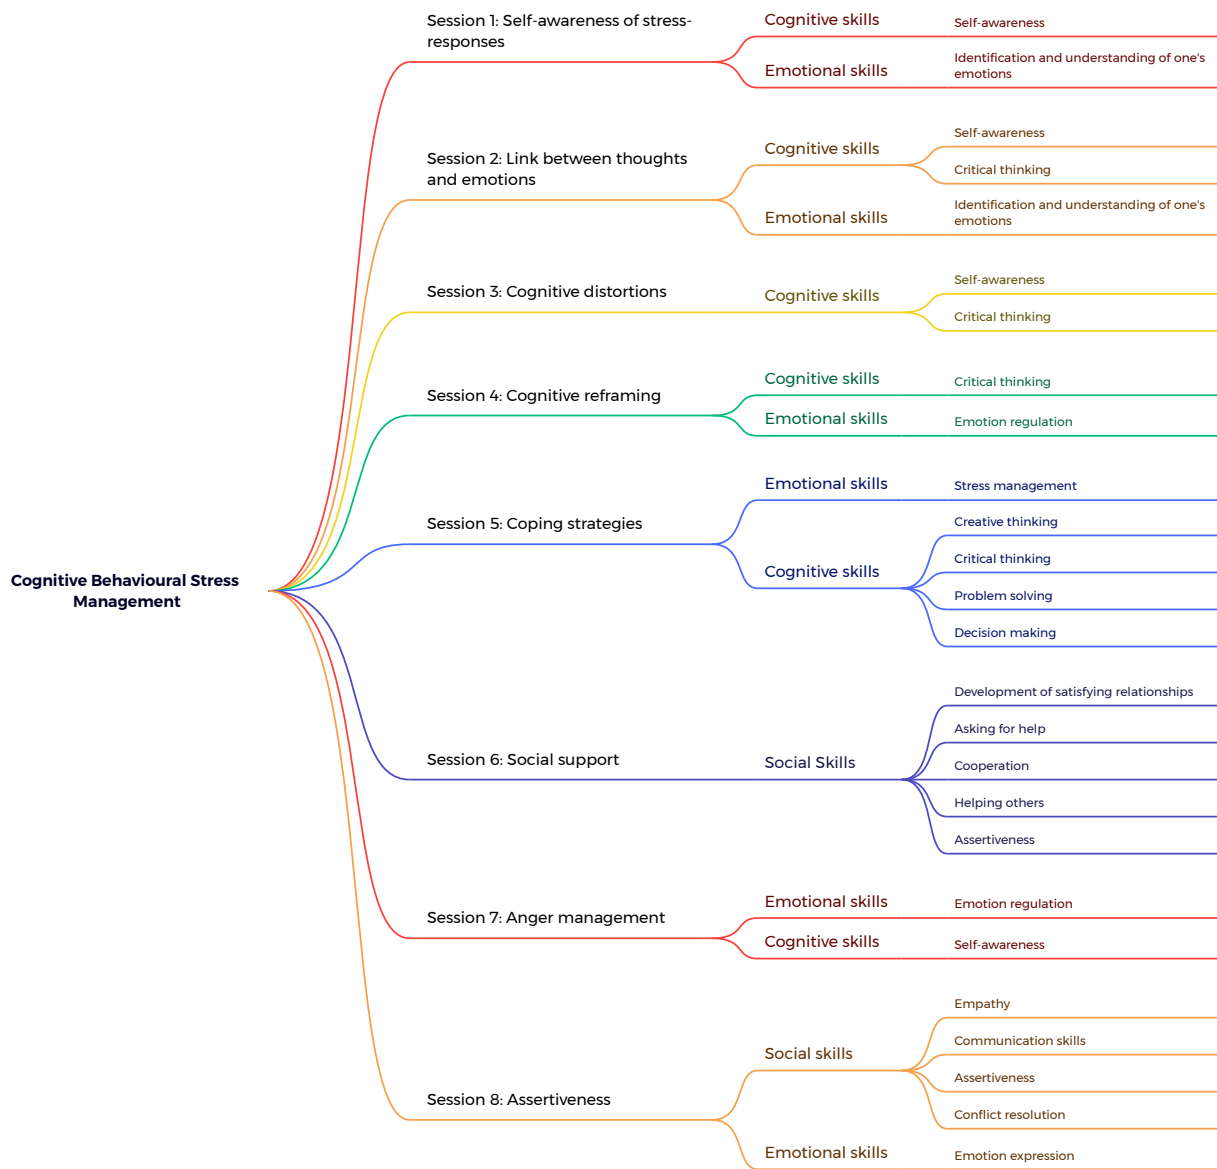 Cognitive Behavioural Stress
Management
Session 1: Self-awareness of stress-
responses
Cognitive skills
Self-awareness
Emotional skills
Identification and understanding of one's
emotions
Session 2: Link between thoughts
and emotions
Cognitive skills
Self-awareness
Critical thinking
Emotional skills
Identification and understanding of one's
emotions
Session 3: Cognitive distortions
Cognitive skills
Self-awareness
Critical thinking
Session 4: Cognitive reframing
Cognitive skills
Critical thinking
Emotional skills
Emotion regulation
Session 5: Coping strategies
Emotional skills
Stress management
Cognitive skills
Creative thinking
Critical thinking
Problem solving
Decision making
Session 6: Social support
Social Skills
Development of satisfying relationships
Asking for help
Cooperation
Helping others
Assertiveness
Session 7: Anger management
Emotional skills
Emotion regulation
Cognitive skills
Self-awareness
Session 8: Assertiveness
Social skills
Empathy
Communication skills
Assertiveness
Conflict resolution
Emotional skills
Emotion expression